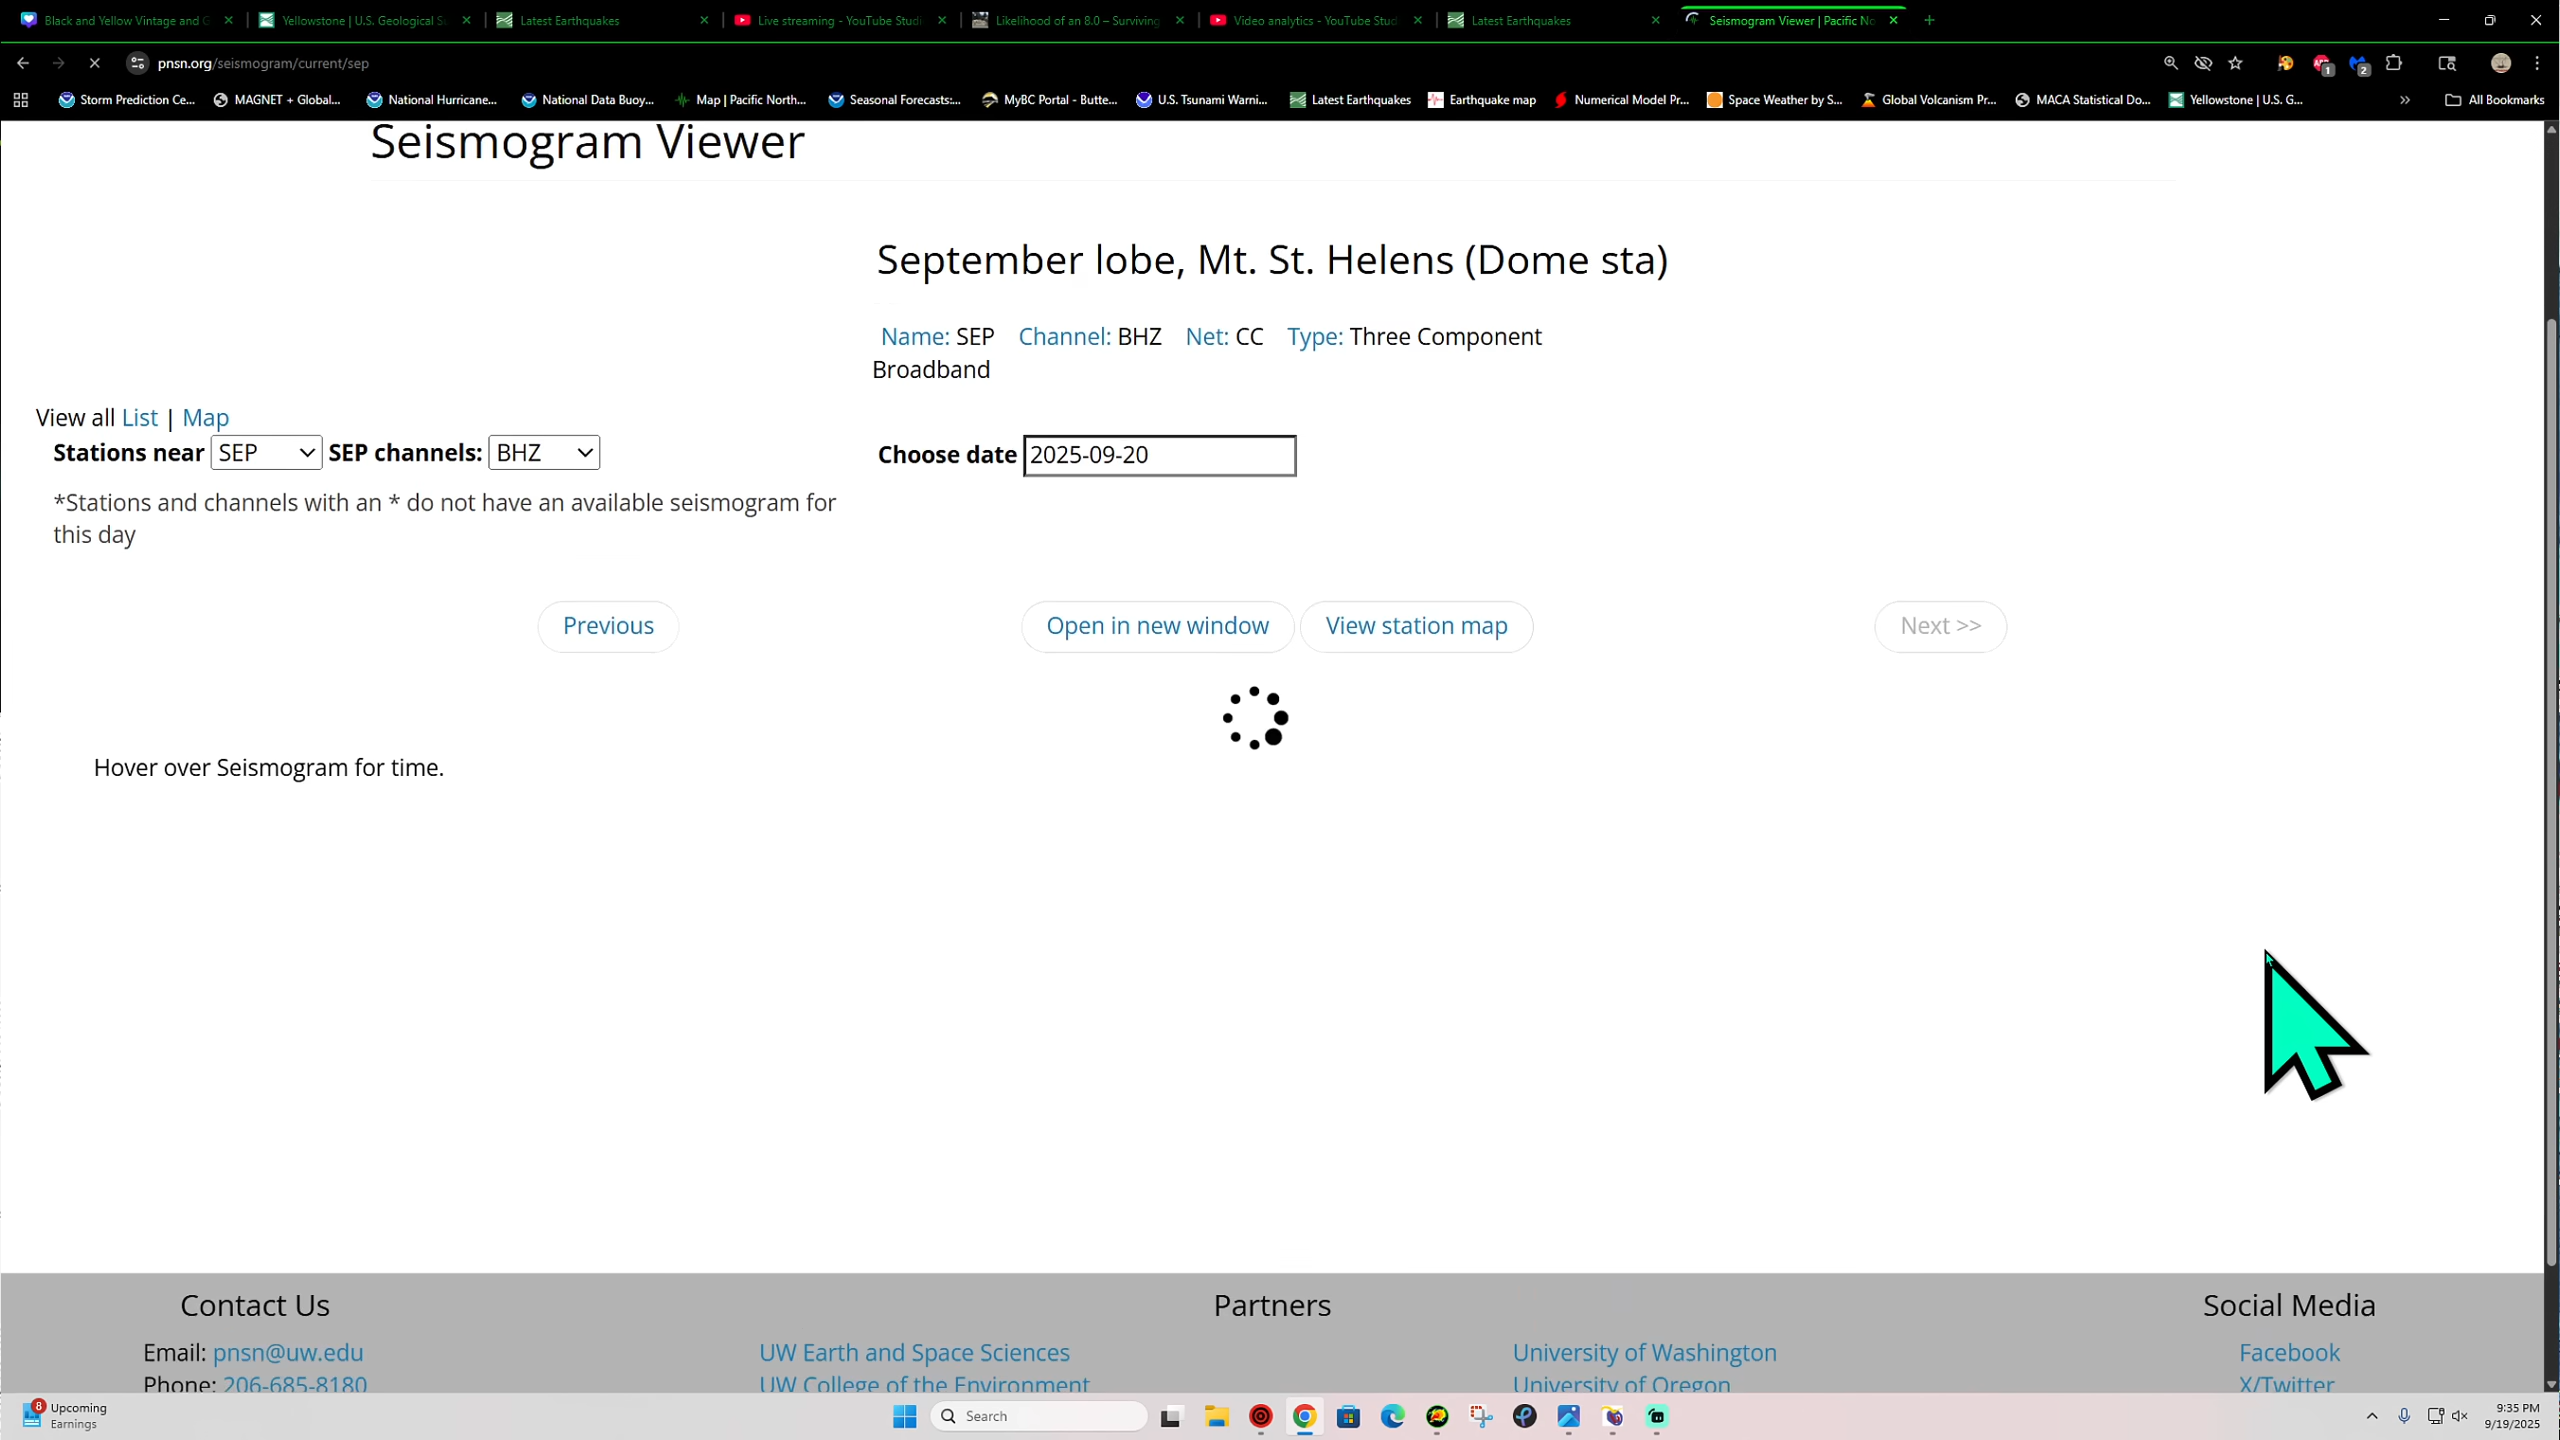 Black and Yellow Vintage and G
Yellowstone | U.S. Geological Su
Latest Earthquakes
Live streaming - YouTube Studi
Likelihood of an 8.0 – Surviving
Video analytics - YouTube Stud
Latest Earthquakes
Seismogram Viewer | Pacific No
pnsn.org/seismogram/current/sep
1
2
Storm Prediction Ce...
MAGNET + Global...
National Hurricane...
National Data Buoy...
Map | Pacific North...
Seasonal Forecasts:...
MyBC Portal - Butte...
U.S. Tsunami Warni...
Latest Earthquakes
Earthquake map
Numerical Model Pr...
Space Weather by S...
Global Volcanism Pr...
MACA Statistical Do...
Yellowstone | U.S. G...
»
All Bookmarks
Seismogram Viewer
September lobe, Mt. St. Helens (Dome sta)
Name: SEP Channel: BHZ Net: CC Type: Three Component
Broadband
View all List | Map
Stations near SEP SEP channels: BHZ
Choose date 2025-09-20
*Stations and channels with an * do not have an available seismogram for
this day
Previous
Open in new window
View station map
Next >>
Hover over Seismogram for time.
Contact Us
Partners
Social Media
Email: pnsn@uw.edu
UW Earth and Space Sciences
University of Washington
Facebook
Phone: 206-685-8180
UW College of the Environment
University of Oregon
X/Twitter
8
Upcoming
Earnings
Search
9:35 PM
9/19/2025